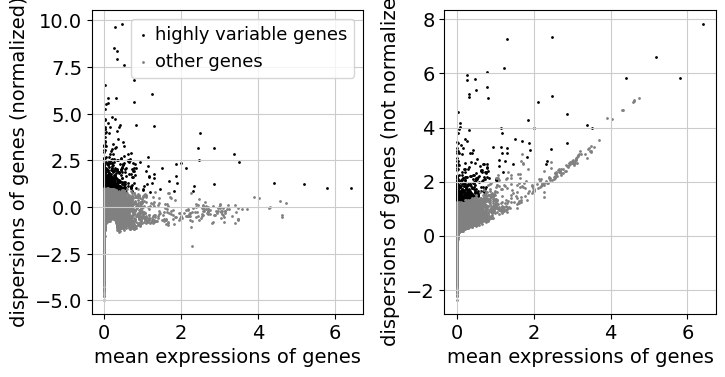 dispersions of genes (normalized)
10.0
7.5
5.0
2.5
0.0
−2.5
−5.0
0 2 4 6
mean expressions of genes
highly variable genes
other genes
dispersions of genes (not normalize
8
6
4
2
0
−2
0 2 4 6
mean expressions of genes